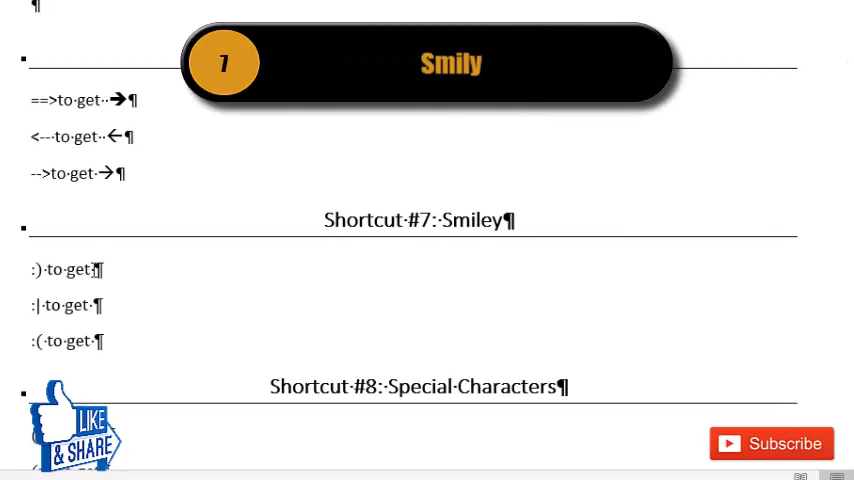 ¶
7 Smily
==>to·get··➔¶
<--·to·get··←¶
-->to·get·→¶
Shortcut·#7:·Smiley¶
:)·to·get·¶
:|·to·get·¶
:(·to·get·¶
Shortcut·#8:·Special·Characters¶
LIKE
& SHARE
Subscribe